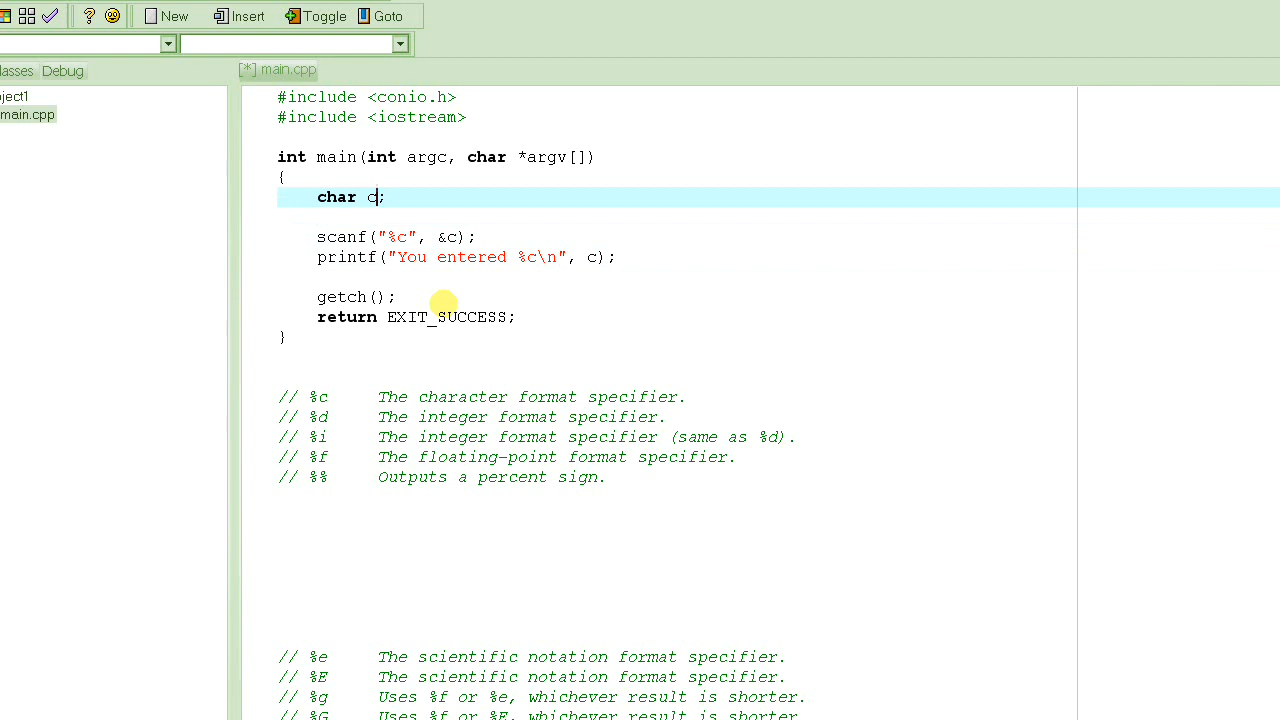 ? New Insert Toggle Goto
lasses Debug
[*] main.cpp
oject1
main.cpp
#include <conio.h>
#include <iostream>
int main(int argc, char *argv[])
{
char c;
scanf("%c", &c);
printf("You entered %c\n", c);
getch();
return EXIT_SUCCESS;
}
// %c The character format specifier.
// %d The integer format specifier.
// %i The integer format specifier (same as %d).
// %f The floating-point format specifier.
// %% Outputs a percent sign.
// %e The scientific notation format specifier.
// %E The scientific notation format specifier.
// %g Uses %f or %e, whichever result is shorter.
// %G Uses %f or %E, whichever result is shorter